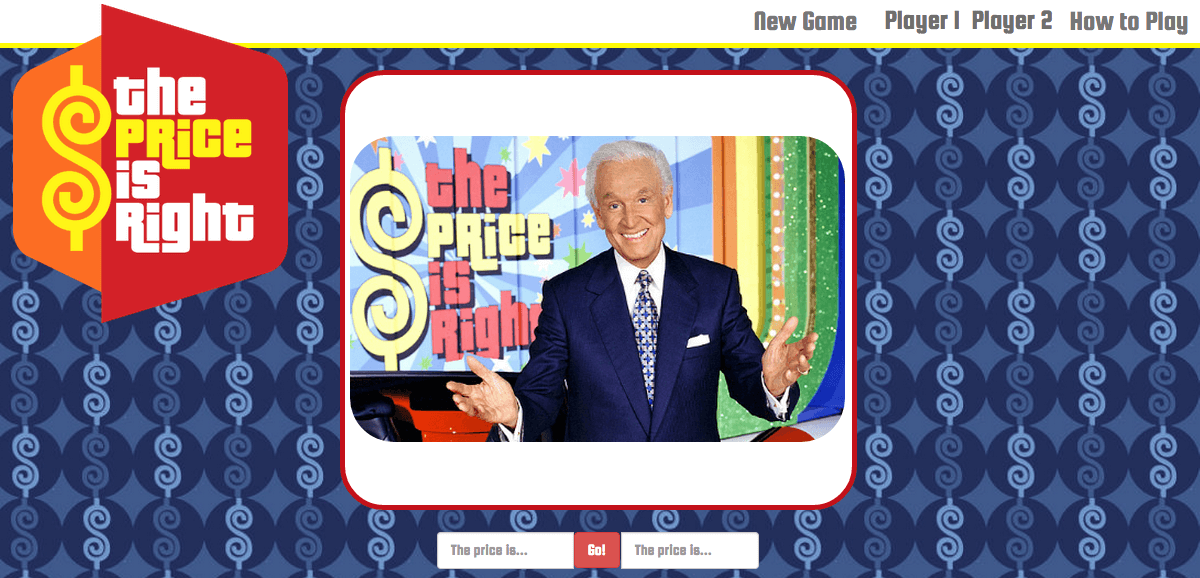 New Game Player 1 Player 2 How to Play
the
PRice
is
Right
the
PRice
is
Right
The price is... Go! The price is...